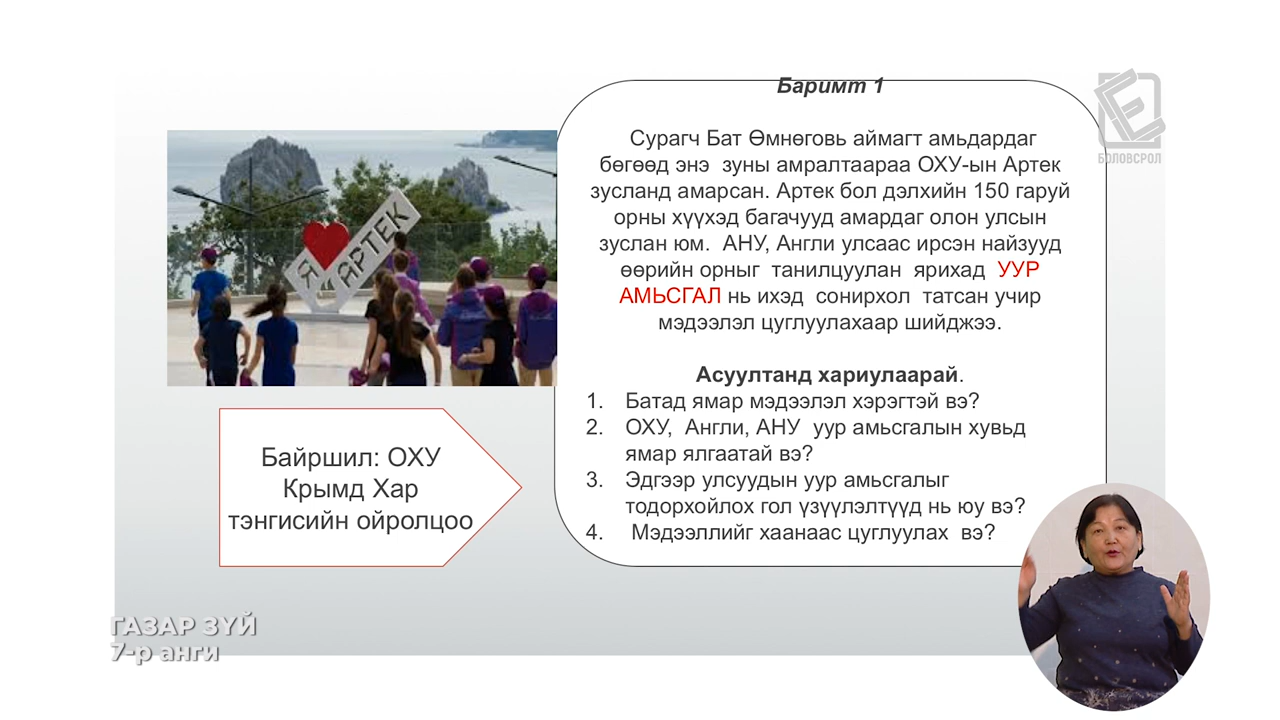 Баримт 1
Сурагч Бат Өмнөговь аймагт амьдардаг
бөгөөд энэ зуны амралтаараа ОХУ-ын Артек
зусланд амарсан. Артек бол дэлхийн 150 гаруй
орны хүүхэд багачууд амардаг олон улсын
зуслан юм. АНУ, Англи улсаас ирсэн найзууд
өөрийн орныг танилцуулан ярихад УУР
АМЬСГАЛ нь ихэд сонирхол татсан учир
мэдээлэл цуглуулахаар шийджээ.
Асуултанд хариулаарай.
1. Батад ямар мэдээлэл хэрэгтэй вэ?
2. ОХУ, Англи, АНУ уур амьсгалын хувьд
ямар ялгаатай вэ?
3. Эдгээр улсуудын уур амьсгалыг
тодорхойлох гол үзүүлэлтүүд нь юу вэ?
4. Мэдээллийг хаанаас цуглуулах вэ?
Я АРТЕК
Байршил: ОХУ
Крымд Хар
тэнгисийн ойролцоо
БОЛОВСРОЛ
ГАЗАР ЗҮЙ
7-р анги